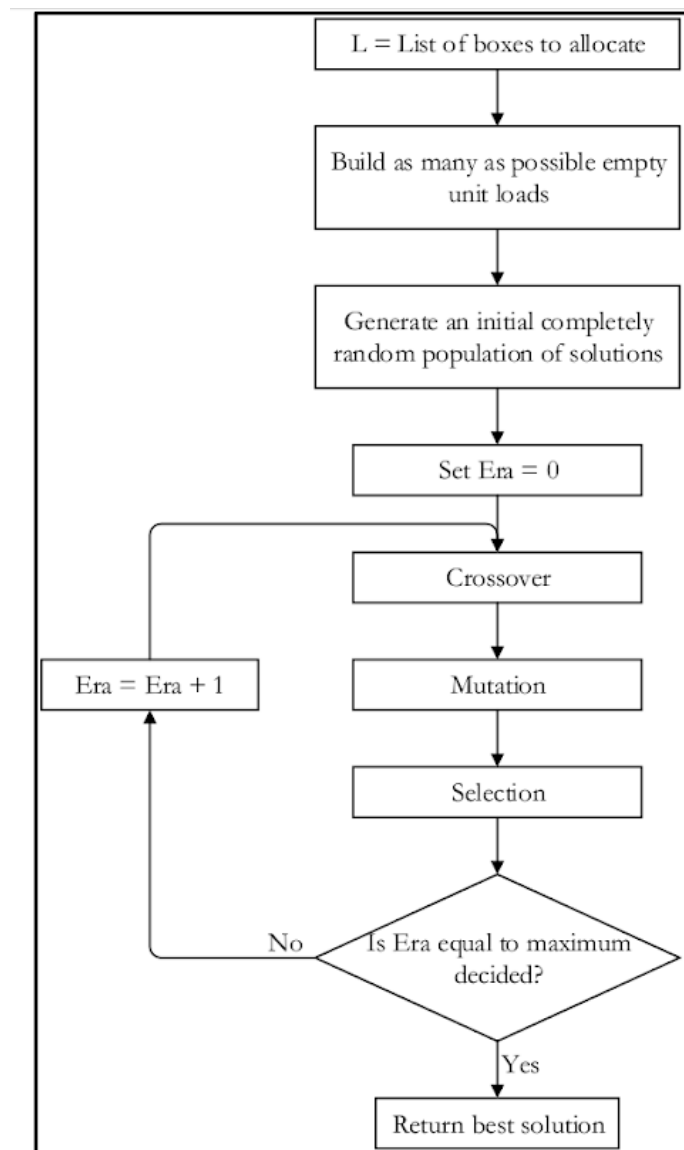 L = List of boxes to allocate
Build as many as possible empty
unit loads
Generate an initial completely
random population of solutions
Set Era = 0
Crossover
Era = Era + 1
Mutation
Selection
No
Is Era equal to maximum
decided?
Yes
Return best solution